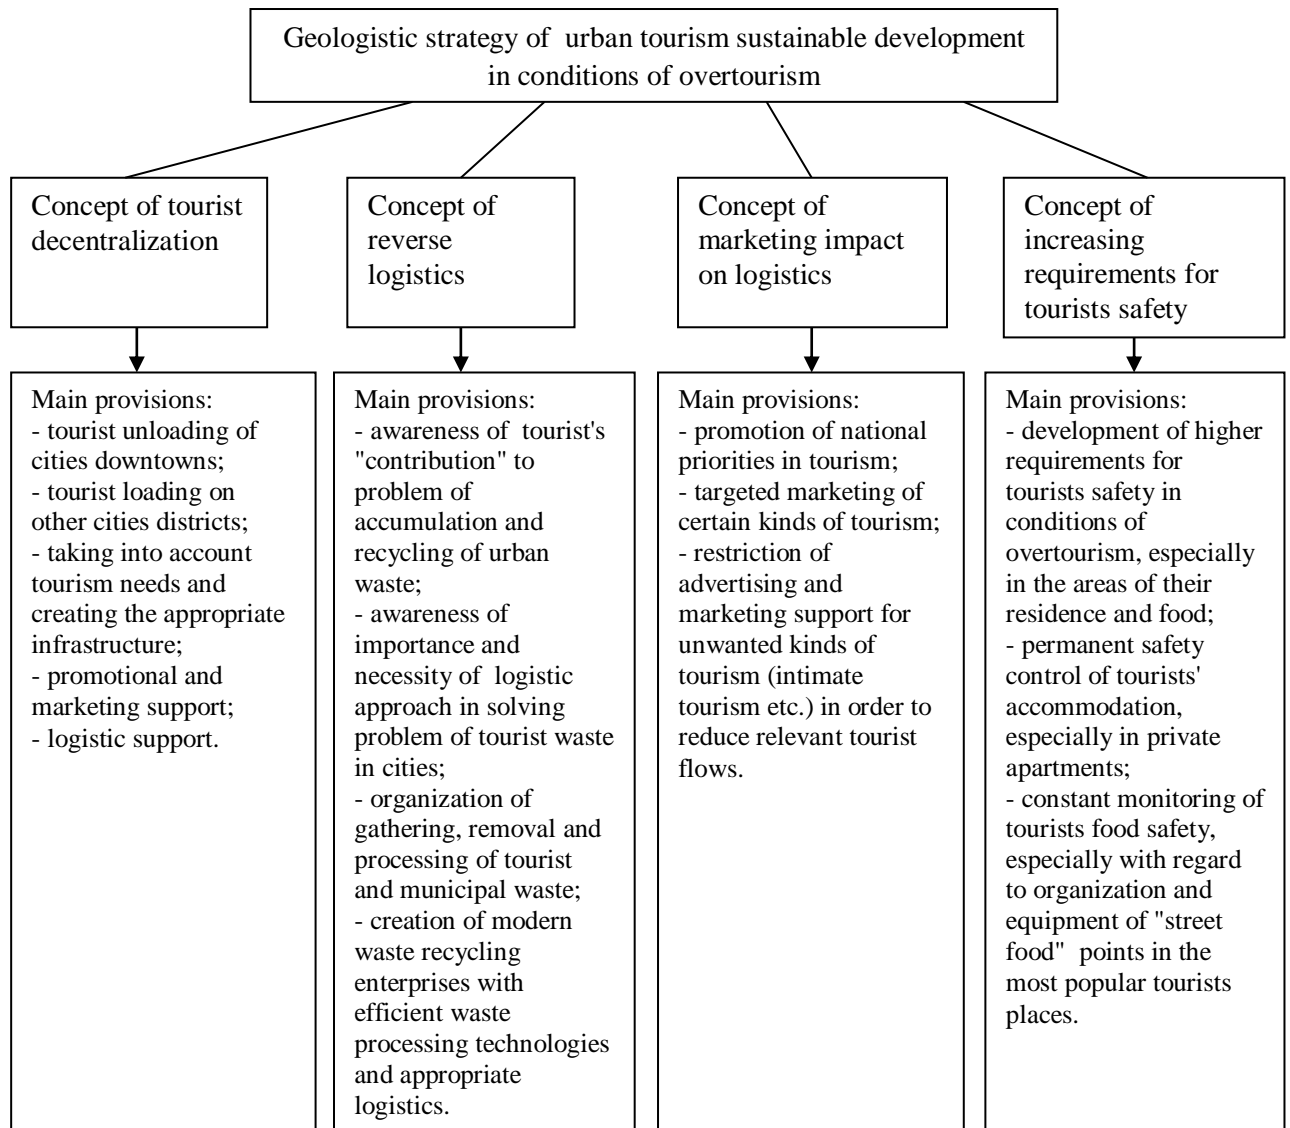 Geologistic strategy of urban tourism sustainable development
in conditions of overtourism
Concept of tourist
decentralization
Concept of
reverse
logistics
Concept of
marketing impact
on logistics
Concept of
increasing
requirements for
tourists safety
Main provisions:
- tourist unloading of
cities downtowns;
- tourist loading on
other cities districts;
- taking into account
tourism needs and
creating the appropriate
infrastructure;
- promotional and
marketing support;
- logistic support.
Main provisions:
- awareness of tourist's
"contribution" to
problem of
accumulation and
recycling of urban
waste;
- awareness of
importance and
necessity of logistic
approach in solving
problem of tourist waste
in cities;
- organization of
gathering, removal and
processing of tourist
and municipal waste;
- creation of modern
waste recycling
enterprises with
efficient waste
processing technologies
and appropriate
logistics.
Main provisions:
- promotion of national
priorities in tourism;
- targeted marketing of
certain kinds of tourism;
- restriction of
advertising and
marketing support for
unwanted kinds of
tourism (intimate
tourism etc.) in order to
reduce relevant tourist
flows.
Main provisions:
- development of higher
requirements for
tourists safety in
conditions of
overtourism, especially
in the areas of their
residence and food;
- permanent safety
control of tourists'
accommodation,
especially in private
apartments;
- constant monitoring of
tourists food safety,
especially with regard
to organization and
equipment of "street
food" points in the
most popular tourists
places.